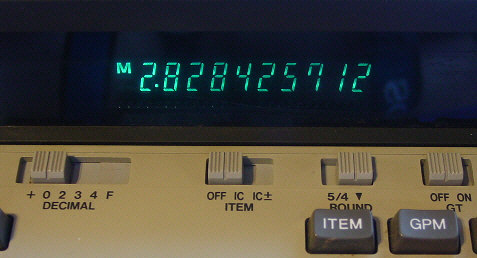 M 2.828425712
+ 0 2 3 4 F OFF IC IC± 5/4 ▼ OFF ON
DECIMAL ITEM ROUND GT
ITEM GPM